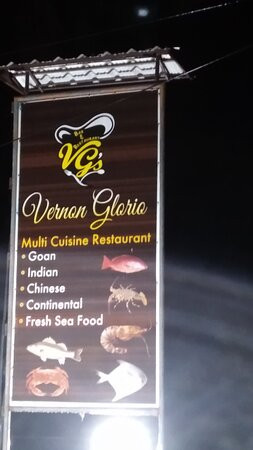 Bar
&
Restaurant
VG's
Vernon Glorio
Multi Cuisine Restaurant
• Goan
• Indian
• Chinese
• Continental
• Fresh Sea Food